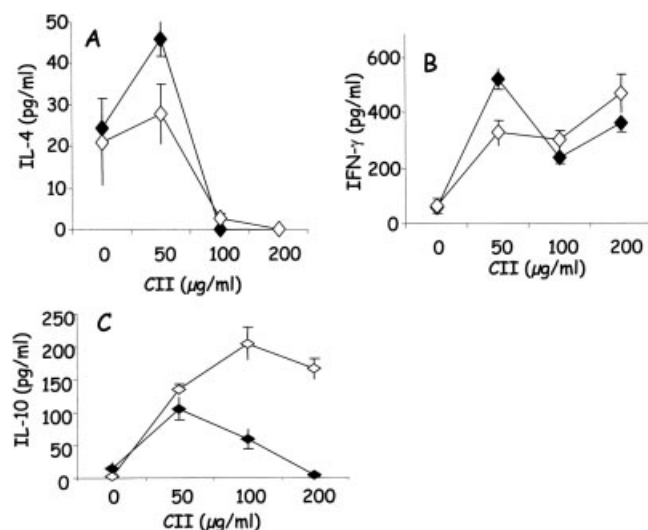 A
IL-4 (pg/ml)
50
40
30
20
10
0
0 50 100 200
CII (µg/ml)
B
IFN-γ (pg/ml)
600
400
200
0
0 50 100 200
CII (µg/ml)
C
IL-10 (pg/ml)
250
200
150
100
50
0
0 50 100 200
CII (µg/ml)